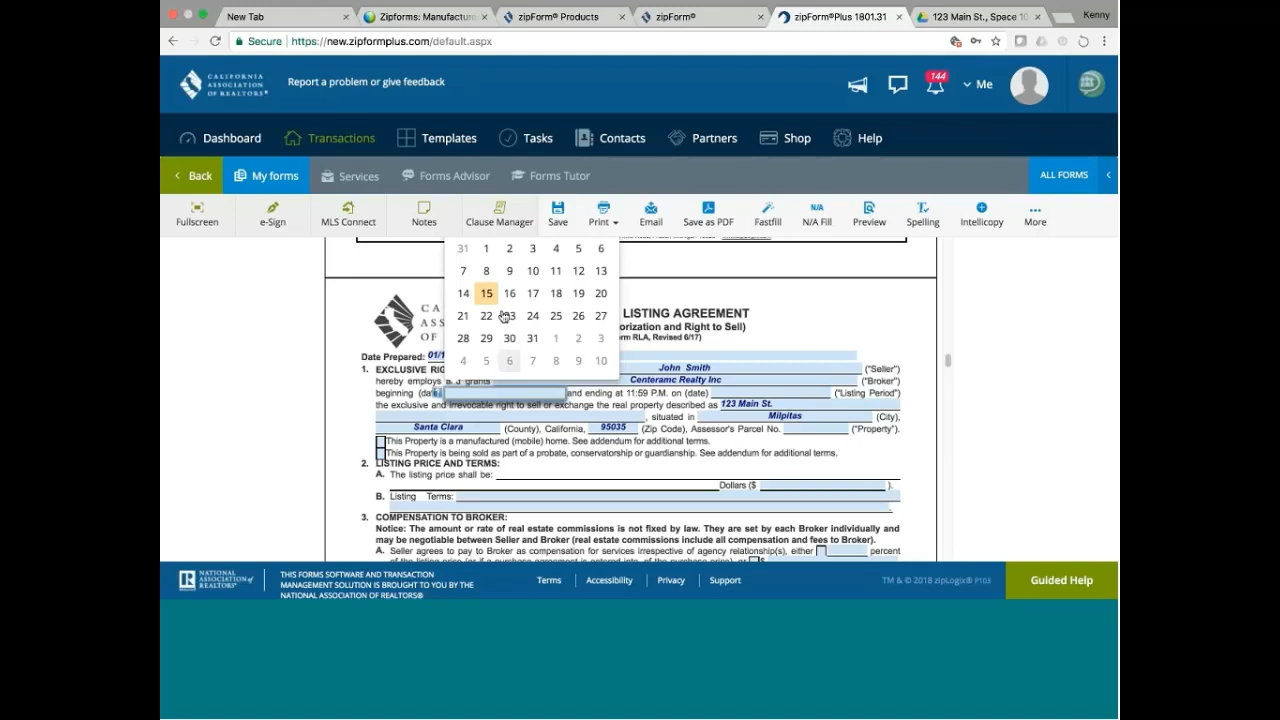 New Tab
Zipforms: Manufactur
zipForm® Products
zipForm®
zipForm®Plus 1801.31
123 Main St., Space 10
Kenny
Secure https://new.zipformplus.com/default.aspx
CALIFORNIA
ASSOCIATION
OF REALTORS®
Report a problem or give feedback
144
Me
Dashboard
Transactions
Templates
Tasks
Contacts
Partners
Shop
Help
Back
My forms
Services
Forms Advisor
Forms Tutor
ALL FORMS
Fullscreen
e-Sign
MLS Connect
Notes
Clause Manager
Save
Print
Email
Save as PDF
N/A
Fastfill
N/A Fill
Preview
Spelling
Intellicopy
More
31 1 2 3 4 5 6
7 8 9 10 11 12 13
14 15 16 17 18 19 20
21 22 23 24 25 26 27
28 29 30 31 1 2 3
4 5 6 7 8 9 10
CA
ASS
OF
LISTING AGREEMENT
orization and Right to Sell)
m RLA, Revised 6/17)
Date Prepared: 01/1
1. EXCLUSIVE RIG John Smith ("Seller")
hereby employs and grants Centeramc Realty Inc ("Broker")
beginning (dat and ending at 11:59 P.M. on (date) ("Listing Period")
the exclusive and irrevocable right to sell or exchange the real property described as 123 Main St.
, situated in Milpitas (City),
Santa Clara (County), California, 95035 (Zip Code), Assessor's Parcel No. ("Property").
This Property is a manufactured (mobile) home. See addendum for additional terms.
This Property is being sold as part of a probate, conservatorship or guardianship. See addendum for additional terms.
2. LISTING PRICE AND TERMS:
A. The listing price shall be:
Dollars ($ ).
B. Listing Terms:
.
3. COMPENSATION TO BROKER:
Notice: The amount or rate of real estate commissions is not fixed by law. They are set by each Broker individually and
may be negotiable between Seller and Broker (real estate commissions include all compensation and fees to Broker).
A. Seller agrees to pay to Broker as compensation for services irrespective of agency relationship(s), either percent
NATIONAL
ASSOCIATION of
REALTORS®
THIS FORMS SOFTWARE AND TRANSACTION
MANAGEMENT SOLUTION IS BROUGHT TO YOU BY THE
NATIONAL ASSOCIATION OF REALTORS®
Terms
Accessibility
Privacy
Support
TM & © 2018 zipLogix® P103
Guided Help